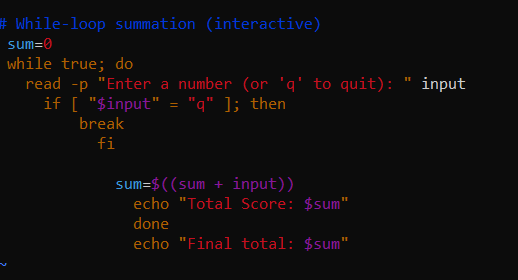 # While-loop summation (interactive)
sum=0
while true; do
read -p "Enter a number (or 'q' to quit): " input
if [ "$input" = "q" ]; then
break
fi
sum=$((sum + input))
echo "Total Score: $sum"
done
echo "Final total: $sum"
~